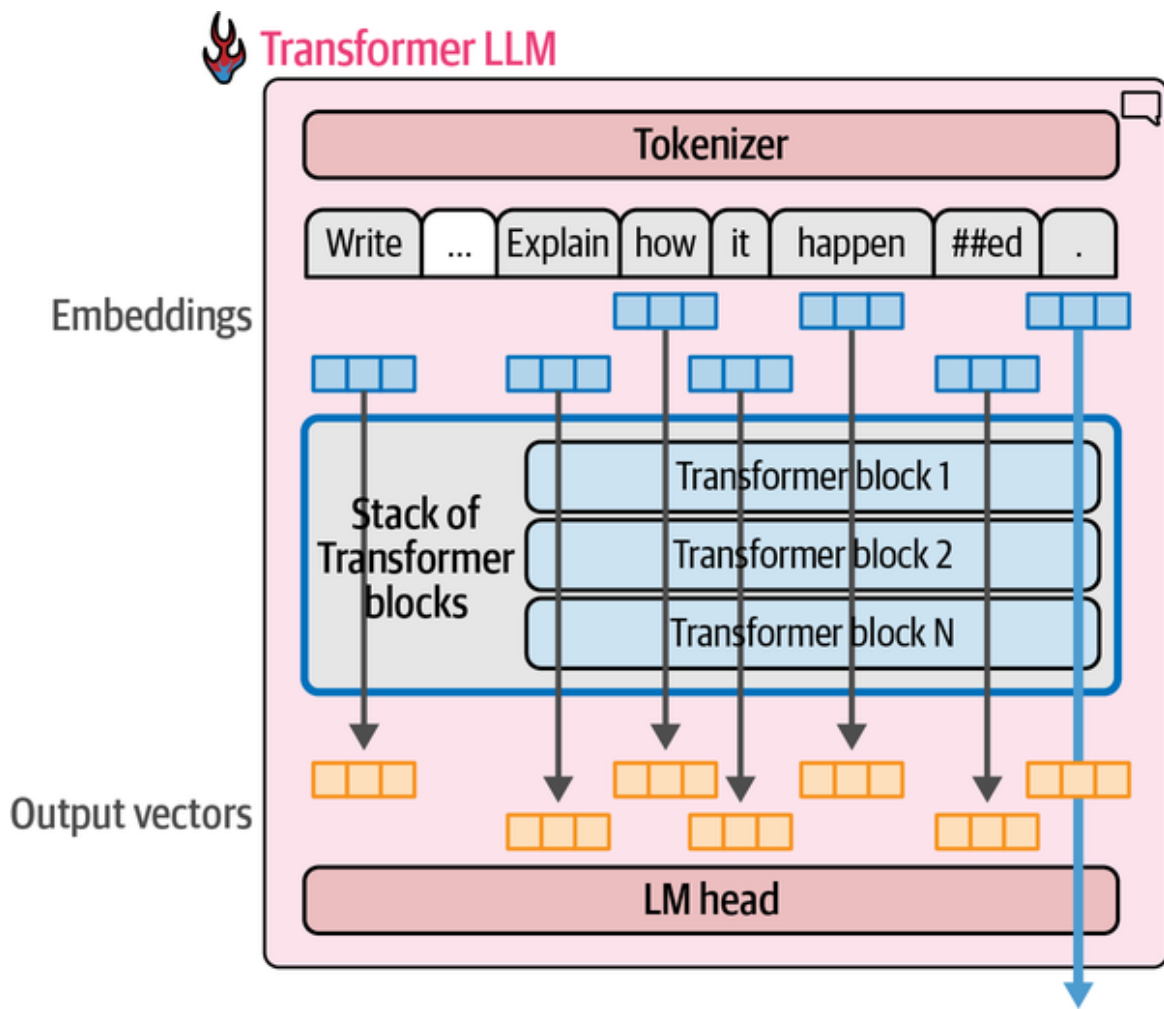 Transformer LLM
Tokenizer
Write ... Explain how it happen ##ed .
Embeddings
Stack of
Transformer
blocks
Transformer block 1
Transformer block 2
Transformer block N
Output vectors
LM head